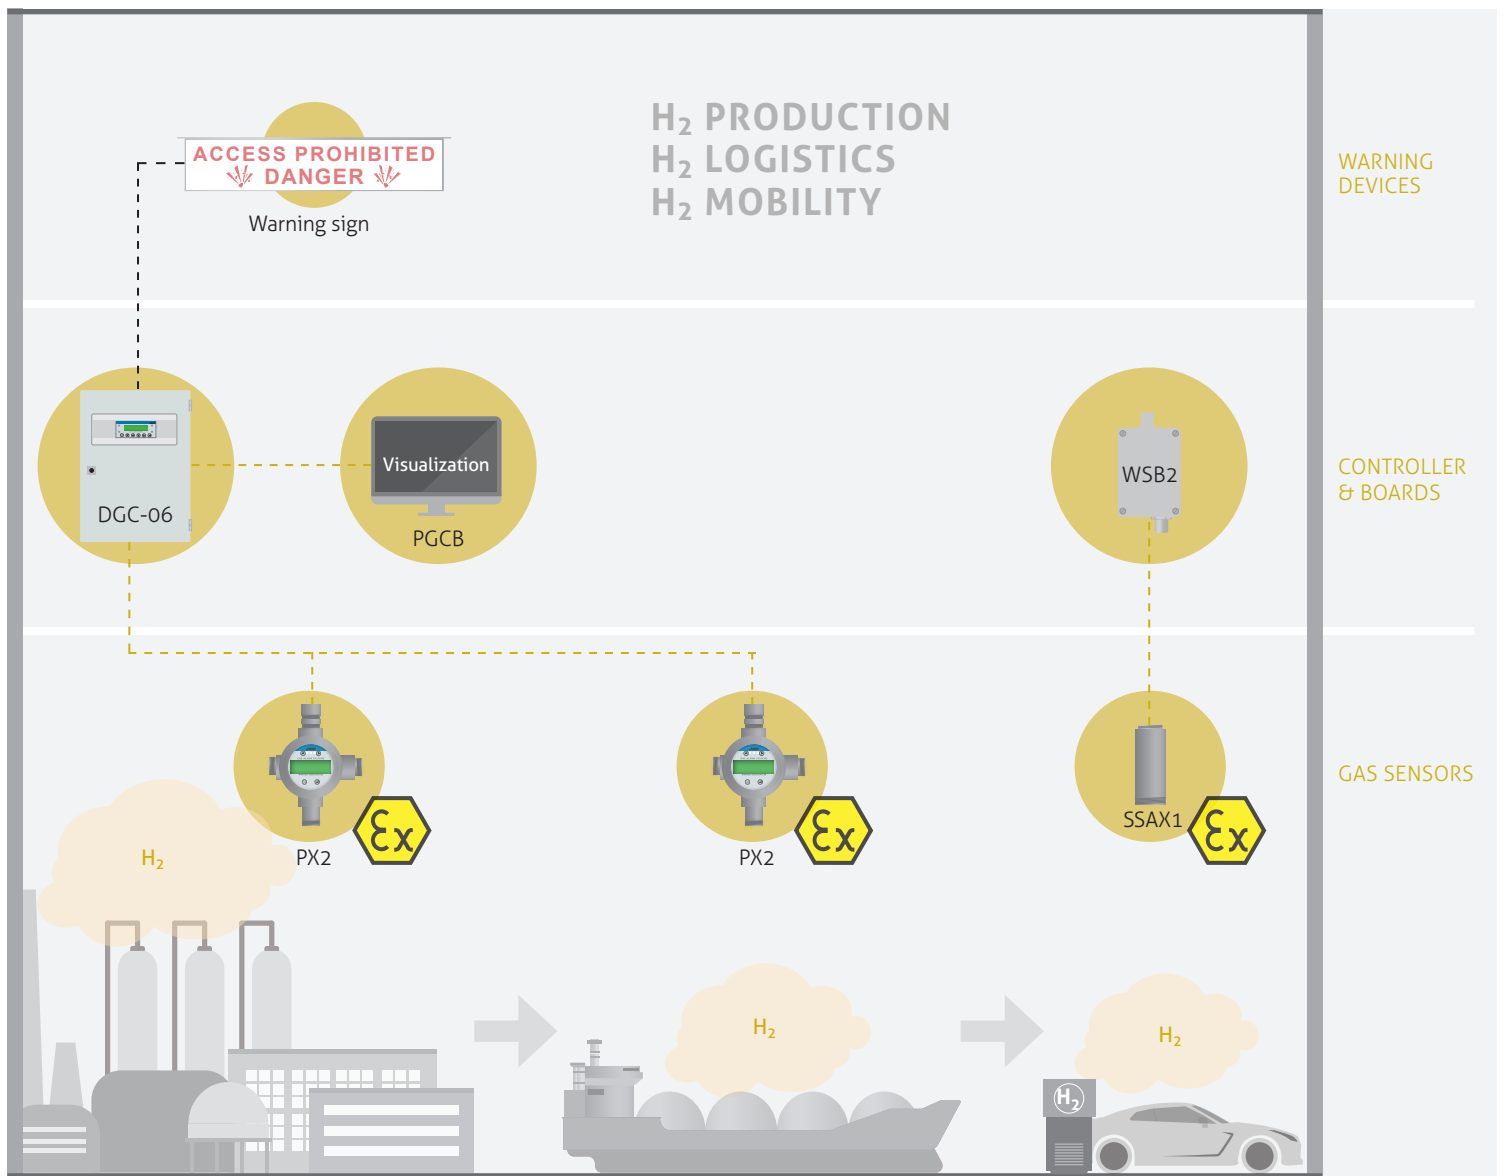 H₂ PRODUCTION
H₂ LOGISTICS
H₂ MOBILITY
ACCESS PROHIBITED
DANGER
Warning sign
WARNING
DEVICES
DGC-06
Visualization
PGCB
WSB2
CONTROLLER
& BOARDS
PX2
Ex
PX2
Ex
SSAX1
Ex
GAS SENSORS
H₂
H₂
H₂
H₂